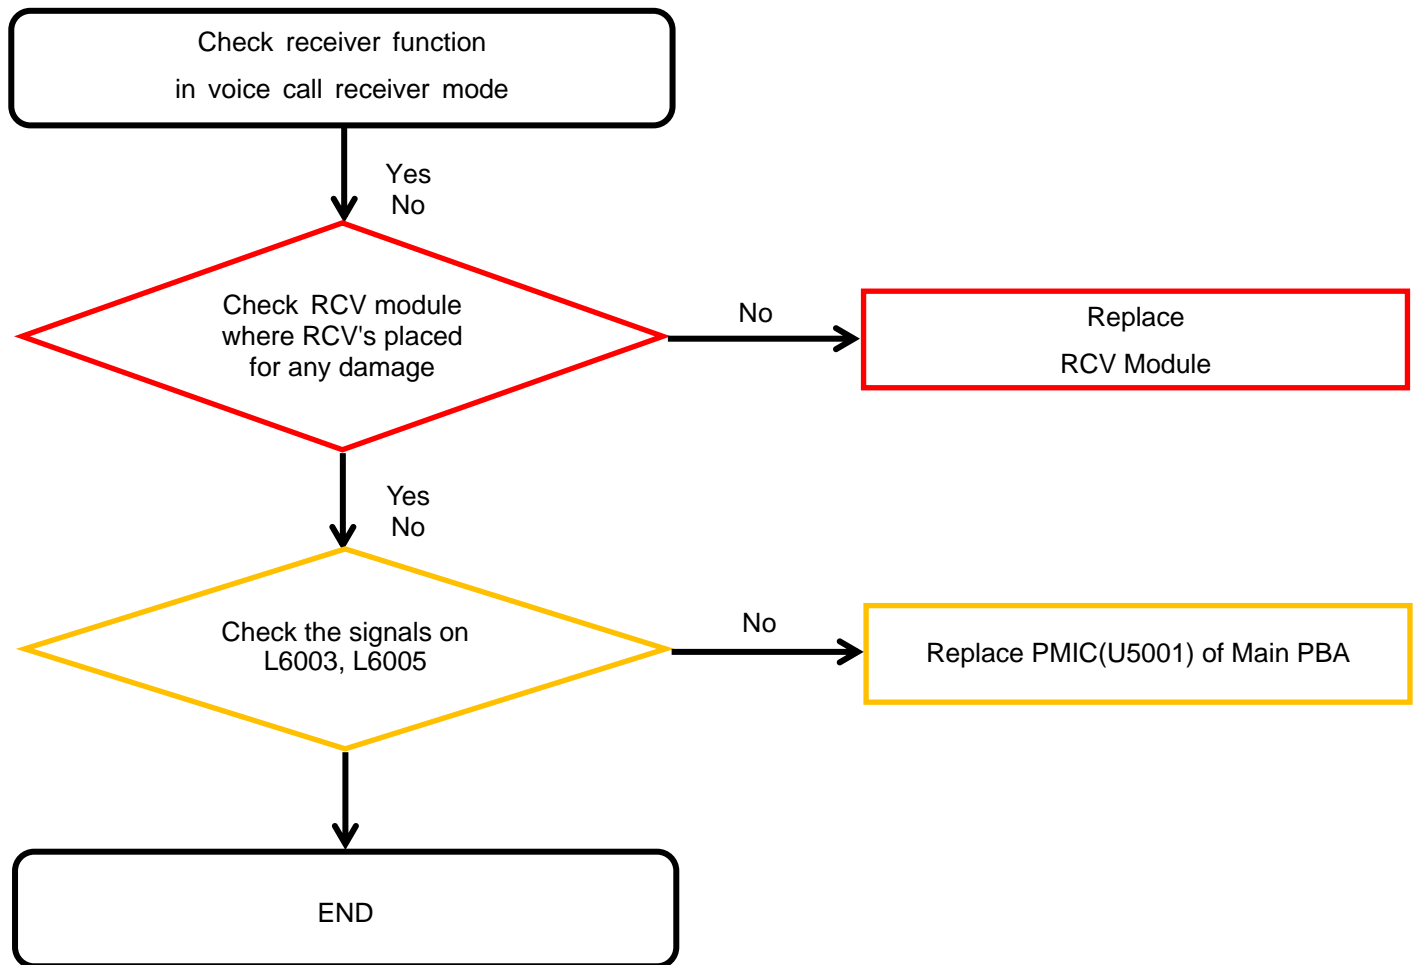 Check receiver function
in voice call receiver mode
Yes
No
Check RCV module
where RCV's placed
for any damage
No
Replace
RCV Module
Yes
No
Check the signals on
L6003, L6005
No
Replace PMIC(U5001) of Main PBA
END